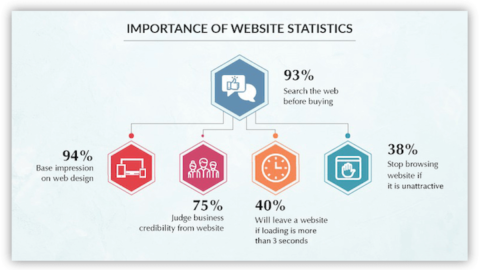 IMPORTANCE OF WEBSITE STATISTICS
93%
Search the web
before buying
94%
Base impression
on web design
75%
Judge business
credibility from website
40%
Will leave a website
if loading is more
than 3 seconds
38%
Stop browsing
website if
it is unattractive